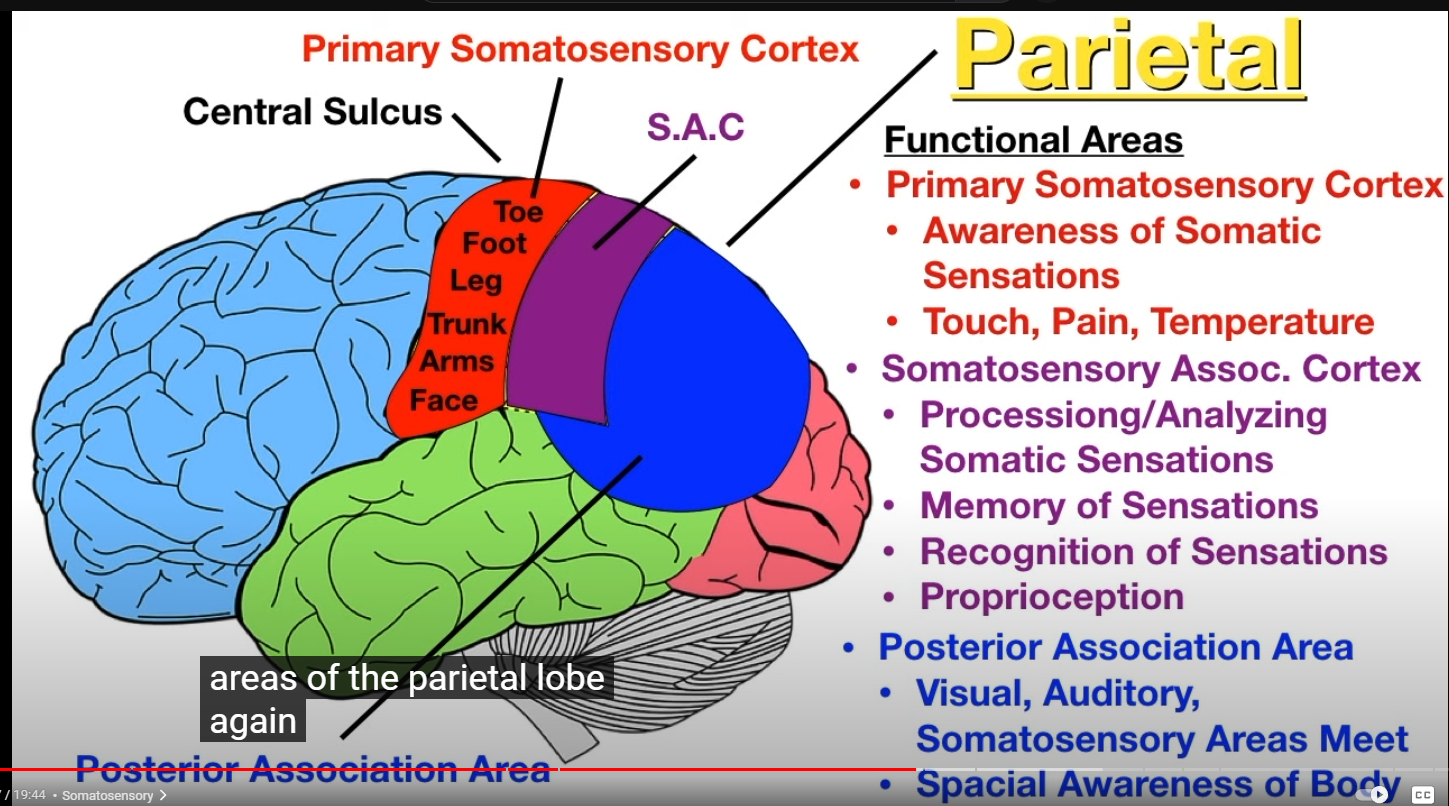 Primary Somatosensory Cortex
Central Sulcus
S.A.C
Toe
Foot
Leg
Trunk
Arms
Face
Parietal
Functional Areas
• Primary Somatosensory Cortex
• Awareness of Somatic
Sensations
• Touch, Pain, Temperature
• Somatosensory Assoc. Cortex
• Processiong/Analyzing
Somatic Sensations
• Memory of Sensations
• Recognition of Sensations
• Proprioception
• Posterior Association Area
• Visual, Auditory,
Somatosensory Areas Meet
• Spacial Awareness of Body
areas of the parietal lobe
again
Posterior Association Area
/ 19:44 • Somatosensory >
CC